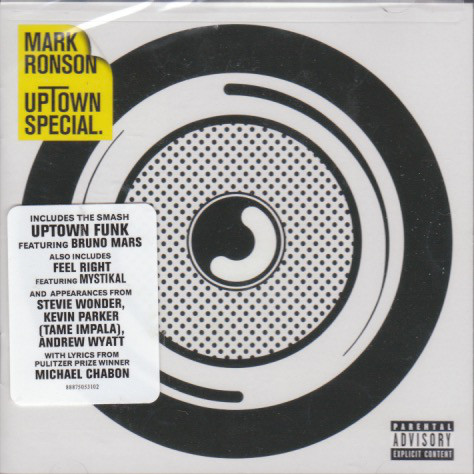 MARK
RONSON
UPTOWN
SPECIAL.
INCLUDES THE SMASH
UPTOWN FUNK
FEATURING BRUNO MARS
ALSO INCLUDES
FEEL RIGHT
FEATURING MYSTIKAL
AND APPEARANCES FROM
STEVIE WONDER,
KEVIN PARKER
(TAME IMPALA),
ANDREW WYATT
WITH LYRICS FROM
PULITZER PRIZE WINNER
MICHAEL CHABON
88875033102
PARENTAL
ADVISORY
EXPLICIT CONTENT